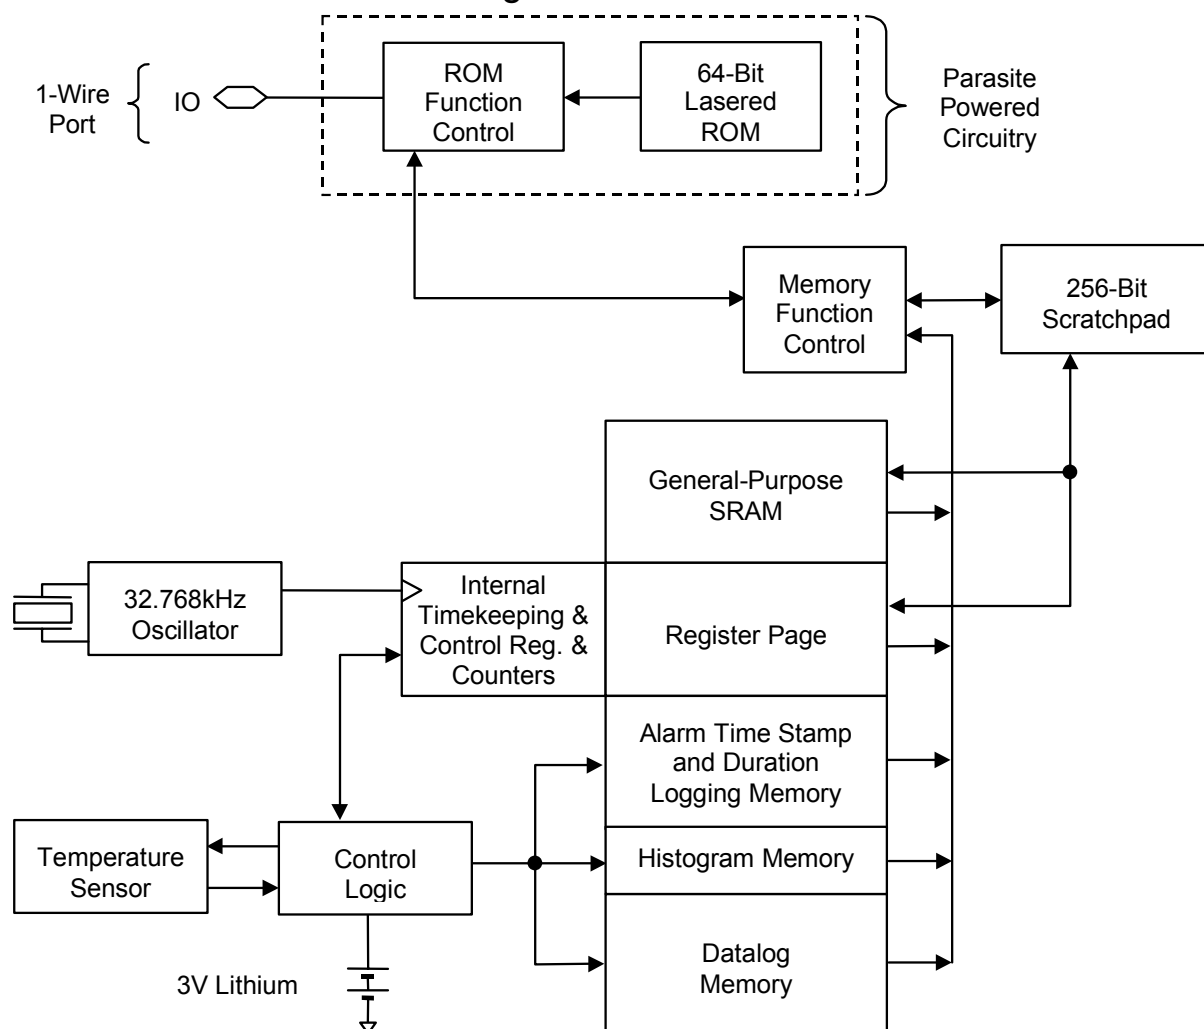 1-Wire
Port
IO
ROM
Function
Control
64-Bit
Lasered
ROM
Parasite
Powered
Circuitry
Memory
Function
Control
256-Bit
Scratchpad
General-Purpose
SRAM
32.768kHz
Oscillator
Internal
Timekeeping &
Control Reg. &
Counters
Register Page
Alarm Time Stamp
and Duration
Logging Memory
Temperature
Sensor
Control
Logic
Histogram Memory
Datalog
Memory
3V Lithium